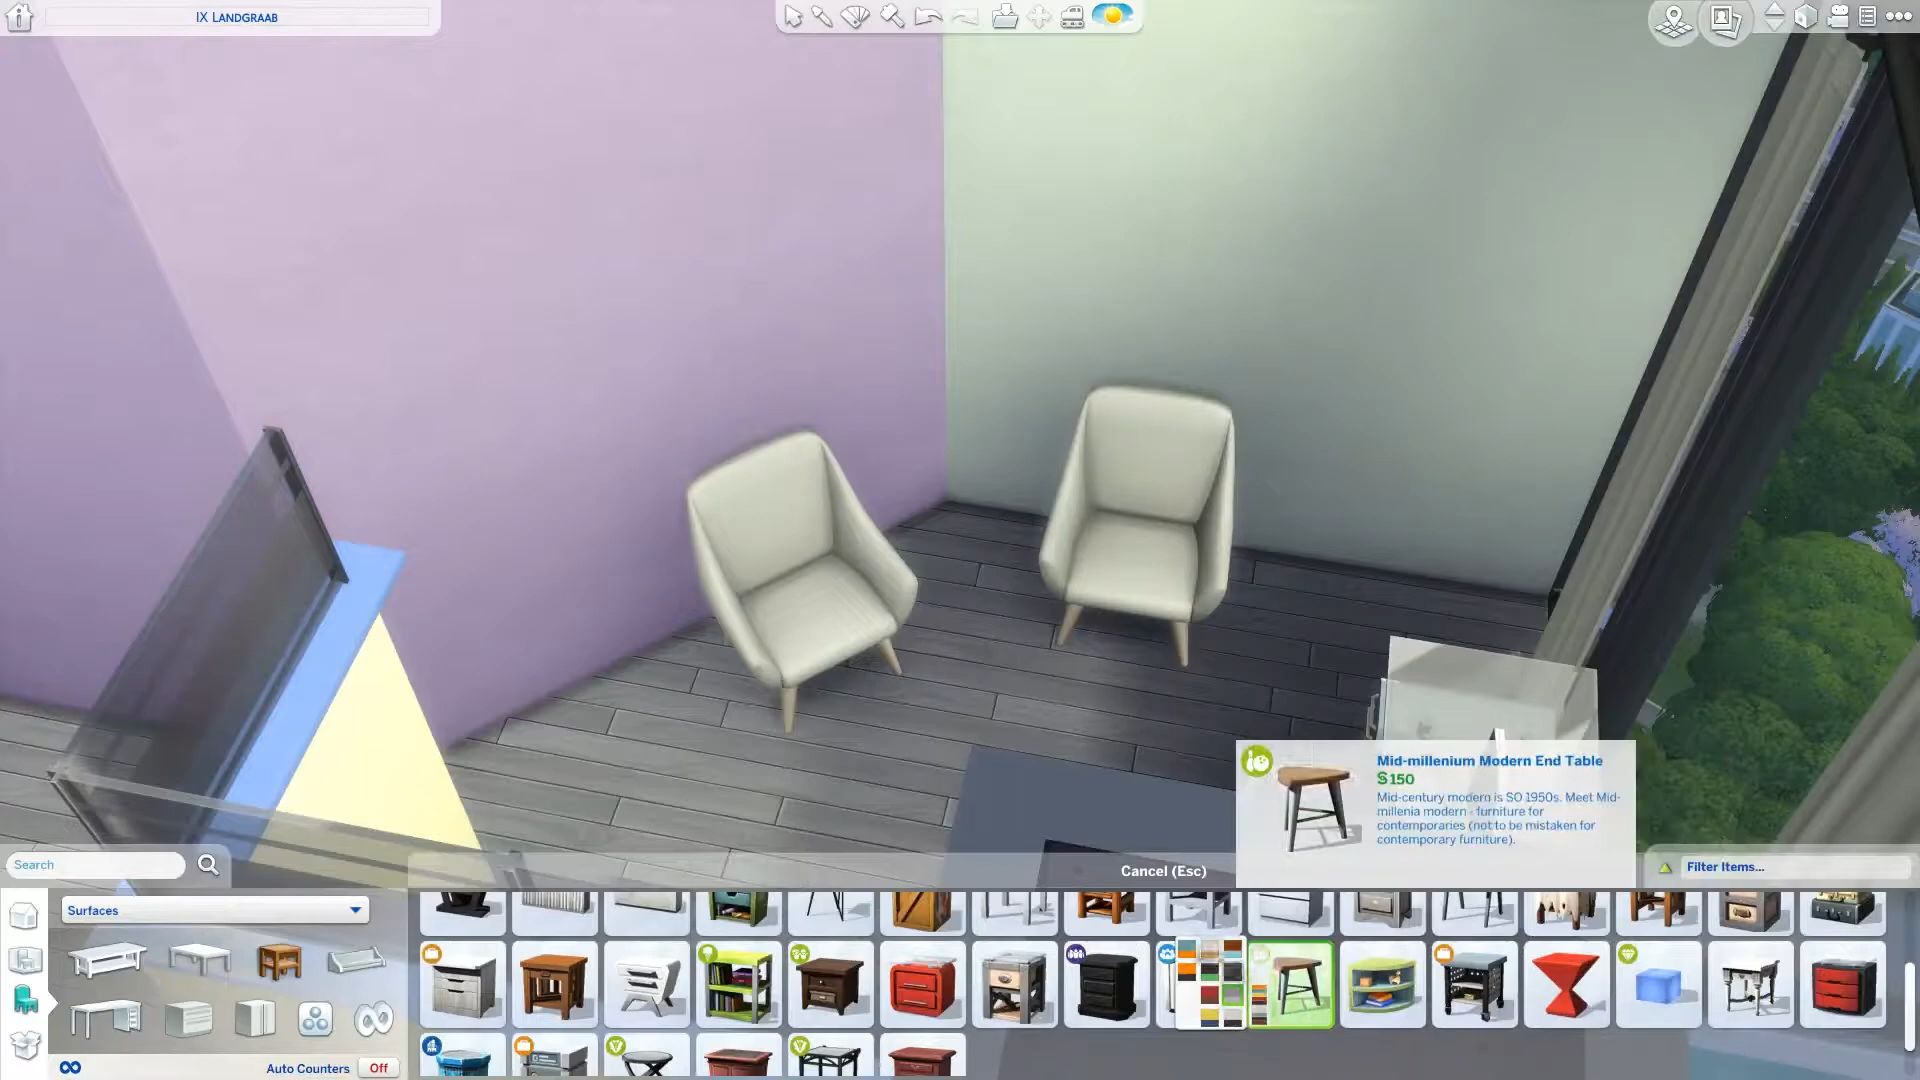 IX Landgraab
Mid-millenium Modern End Table
§150
Mid-century modern is SO 1950s. Meet Mid-
millenia modern - furniture for
contemporaries (not to be mistaken for
contemporary furniture).
Search
Cancel (Esc)
Filter Items...
Surfaces
Auto Counters
Off